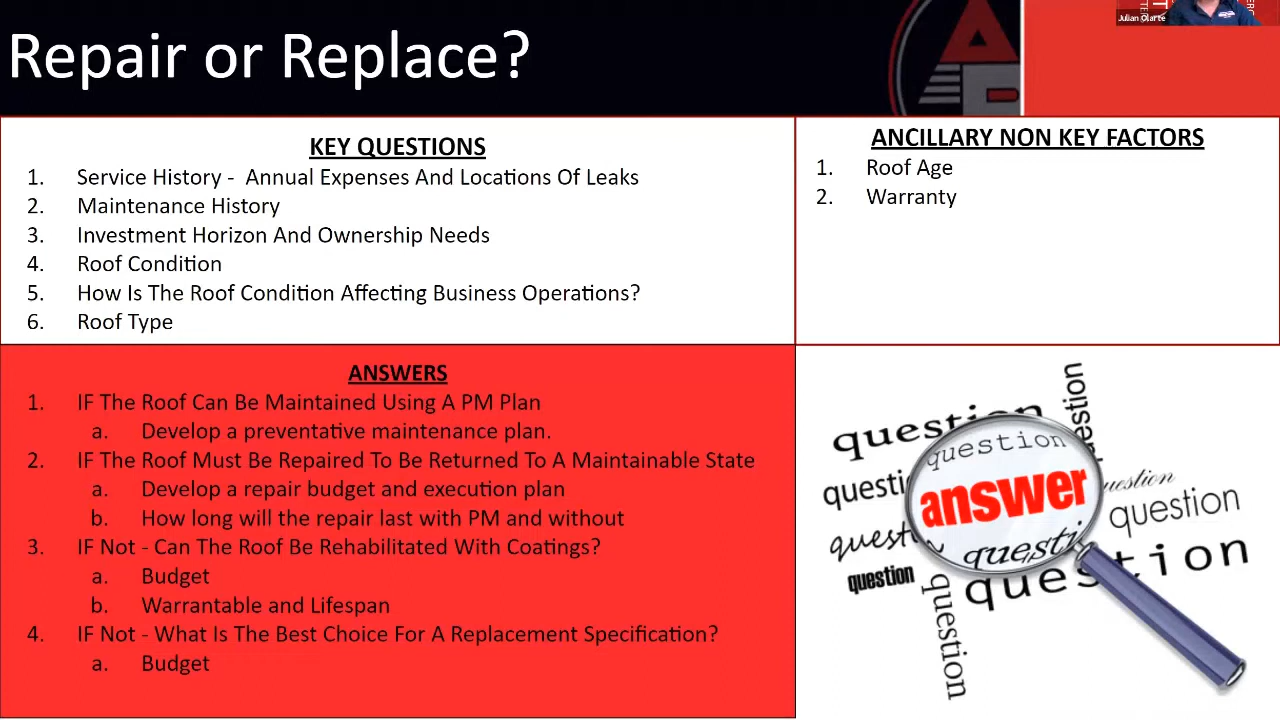 Repair or Replace?
Julian Olarte
KEY QUESTIONS
1. Service History - Annual Expenses And Locations Of Leaks
2. Maintenance History
3. Investment Horizon And Ownership Needs
4. Roof Condition
5. How Is The Roof Condition Affecting Business Operations?
6. Roof Type
ANCILLARY NON KEY FACTORS
1. Roof Age
2. Warranty
ANSWERS
1. IF The Roof Can Be Maintained Using A PM Plan
a. Develop a preventative maintenance plan.
2. IF The Roof Must Be Repaired To Be Returned To A Maintainable State
a. Develop a repair budget and execution plan
b. How long will the repair last with PM and without
3. IF Not - Can The Roof Be Rehabilitated With Coatings?
a. Budget
b. Warrantable and Lifespan
4. IF Not - What Is The Best Choice For A Replacement Specification?
a. Budget
question
question
answer
question
question
question
question